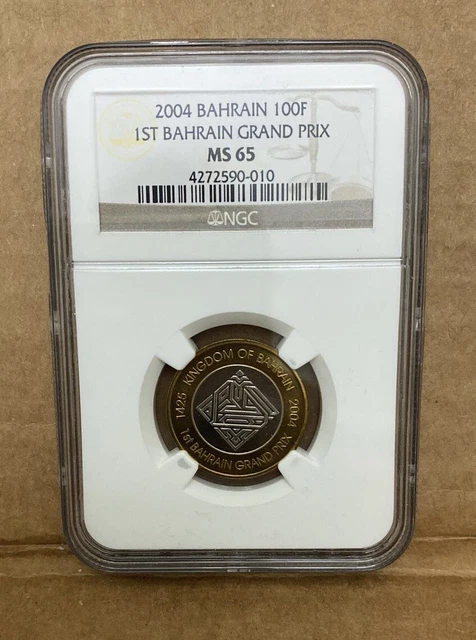 2004 BAHRAIN 100F
1ST BAHRAIN GRAND PRIX
MS 65
4272590-010
NGC
KINGDOM OF BAHRAIN
1425 2004
1st BAHRAIN GRAND PRIX